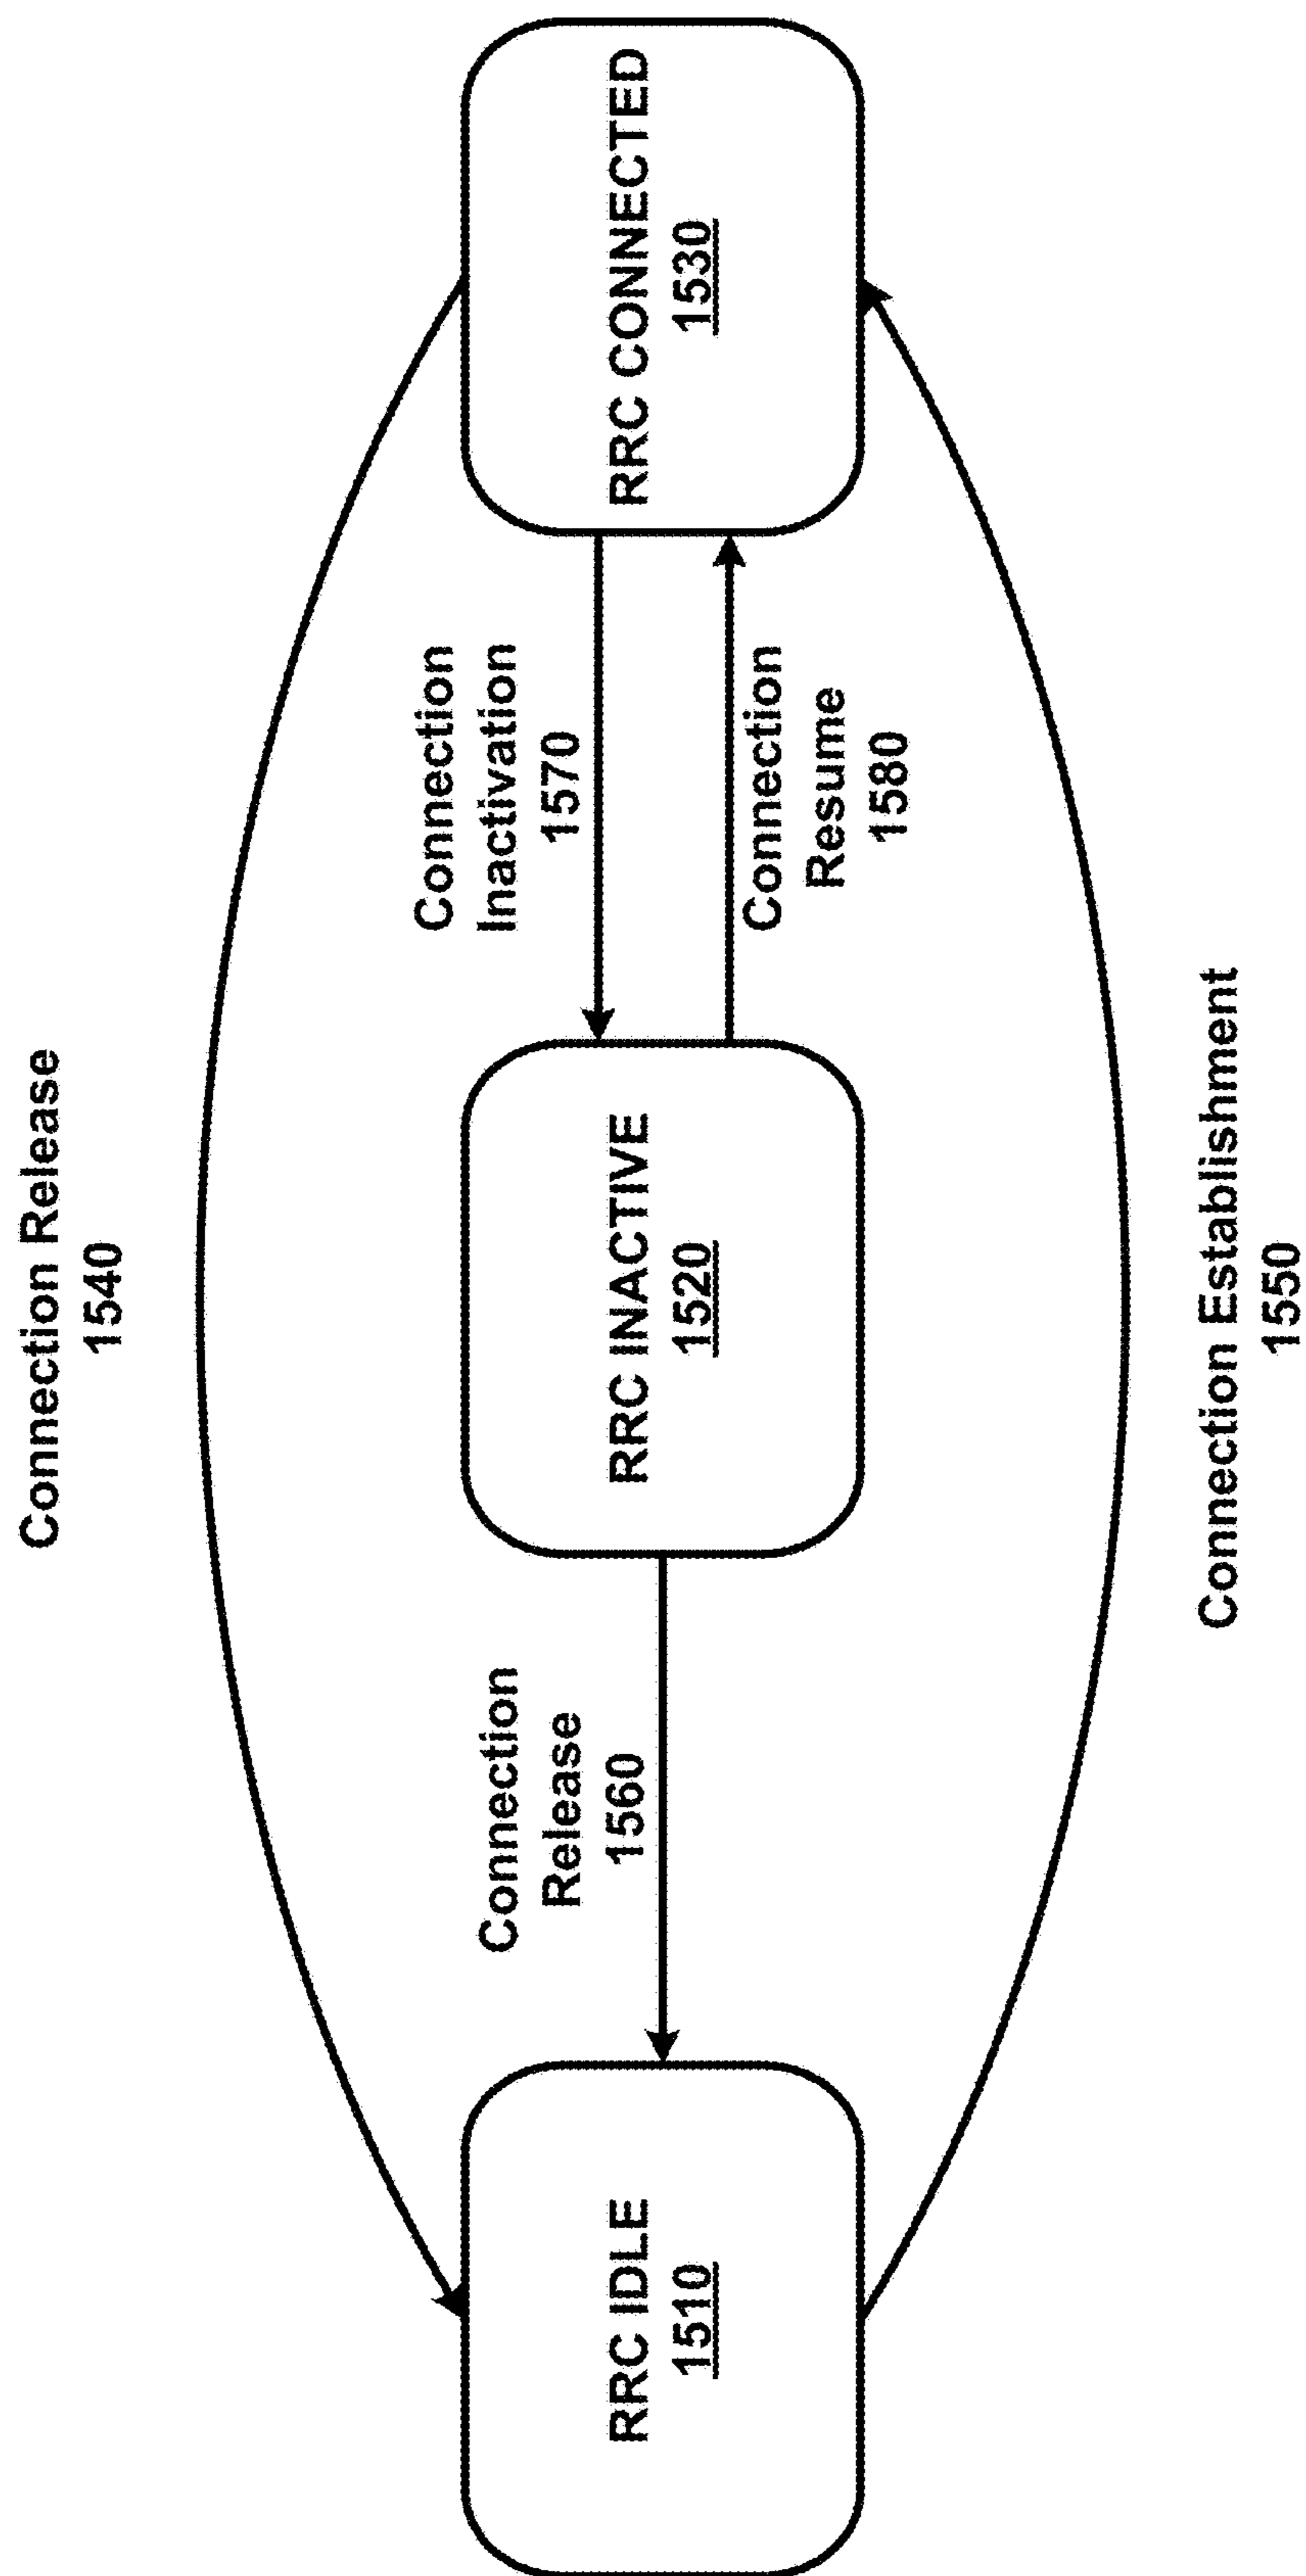 Connection Release
1540
Connection
Inactivation
1570
Connection
Release
1560
RRC IDLE
1510
RRC INACTIVE
1520
RRC CONNECTED
1530
Connection
Resume
1580
Connection Establishment
1550